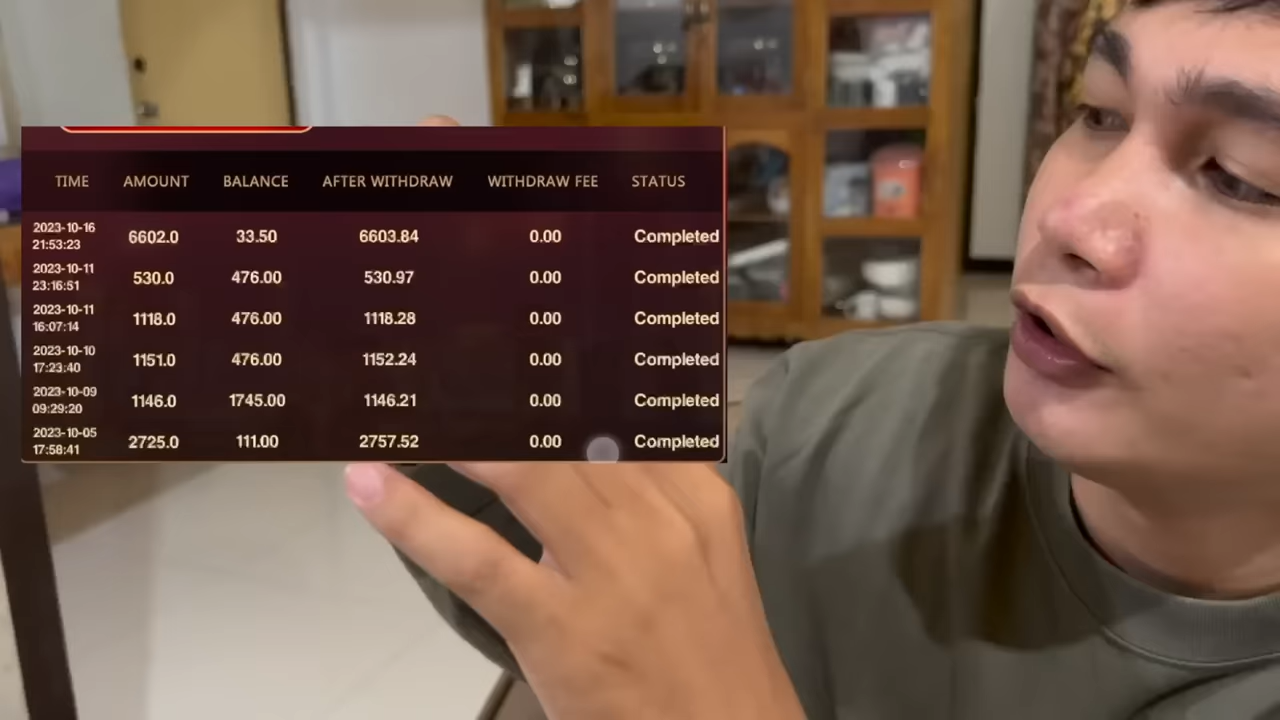 TIME AMOUNT BALANCE AFTER WITHDRAW WITHDRAW FEE STATUS
2023-10-16
21:53:23 6602.0 33.50 6603.84 0.00 Completed
2023-10-11
23:16:51 530.0 476.00 530.97 0.00 Completed
2023-10-11
16:07:14 1118.0 476.00 1118.28 0.00 Completed
2023-10-10
17:23:40 1151.0 476.00 1152.24 0.00 Completed
2023-10-09
09:29:20 1146.0 1745.00 1146.21 0.00 Completed
2023-10-05
17:58:41 2725.0 111.00 2757.52 0.00 Completed